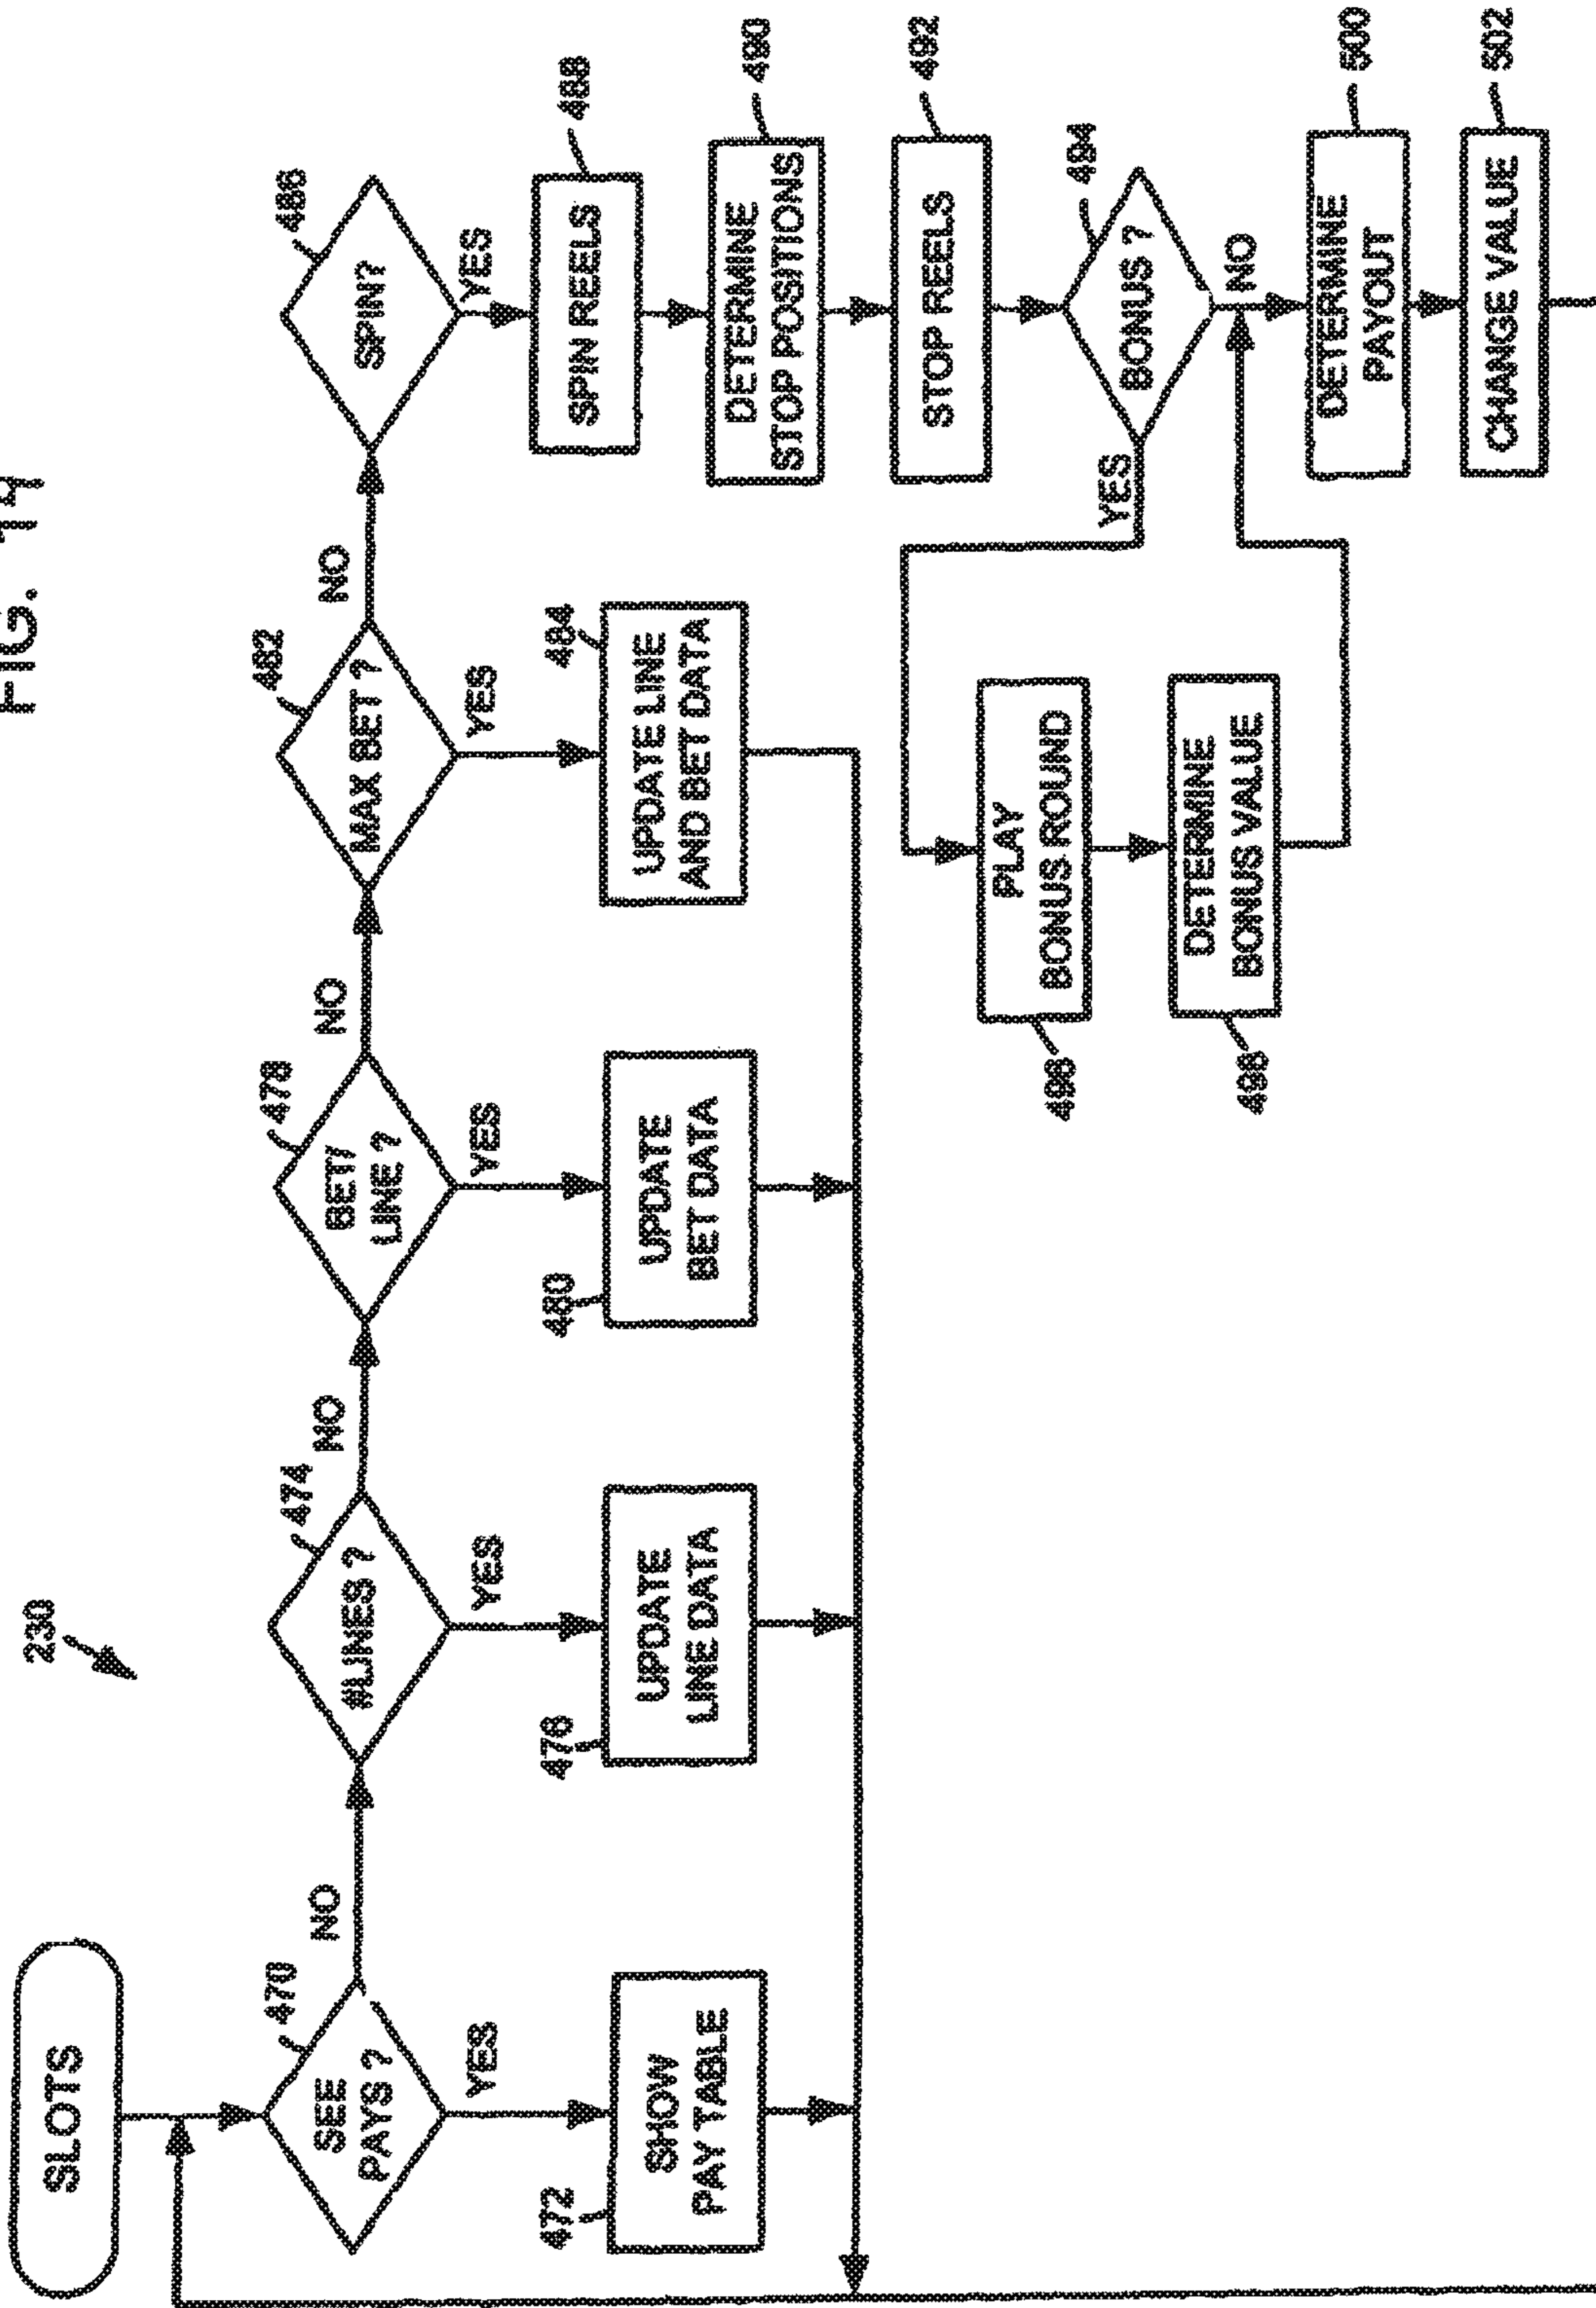 FIG. 14
230
SLOTS
470
SEE
PAYS ?
NO
YES
472
SHOW
PAY TABLE
474
#LINES ?
NO
YES
476
UPDATE
LINE DATA
478
BET/
LINE ?
NO
YES
480
UPDATE
BET DATA
482
MAX BET ?
NO
YES
484
UPDATE LINE
AND BET DATA
486
SPIN?
YES
488
SPIN REELS
490
DETERMINE
STOP POSITIONS
492
STOP REELS
494
BONUS ?
YES
NO
496
PLAY
BONUS ROUND
498
DETERMINE
BONUS VALUE
500
DETERMINE
PAYOUT
502
CHANGE VALUE